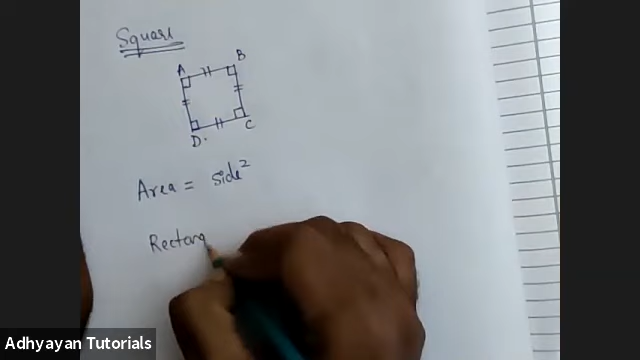 Square
A
B
D.
C
Area = side²
Rectang
Adhyayan Tutorials